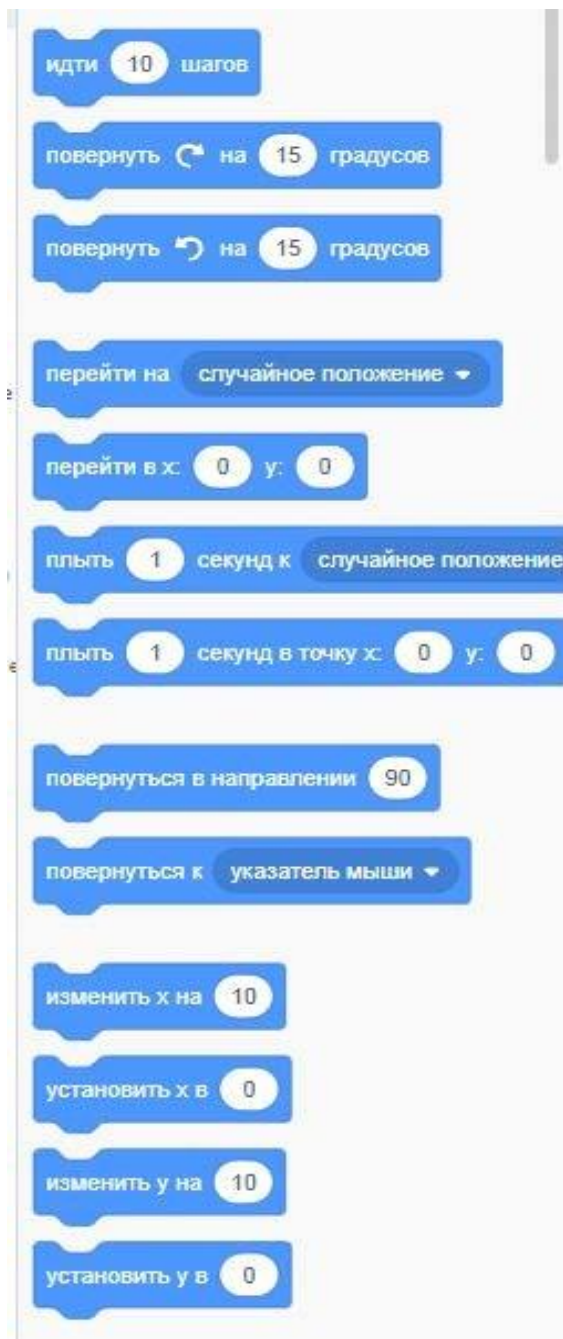 идти 10 шагов
повернуть на 15 градусов
повернуть на 15 градусов
перейти на случайное положение
перейти в x: 0 y: 0
плыть 1 секунд к случайное положение
плыть 1 секунд в точку x: 0 y: 0
повернуться в направлении 90
повернуться к указатель мыши
изменить x на 10
установить x в 0
изменить y на 10
установить y в 0